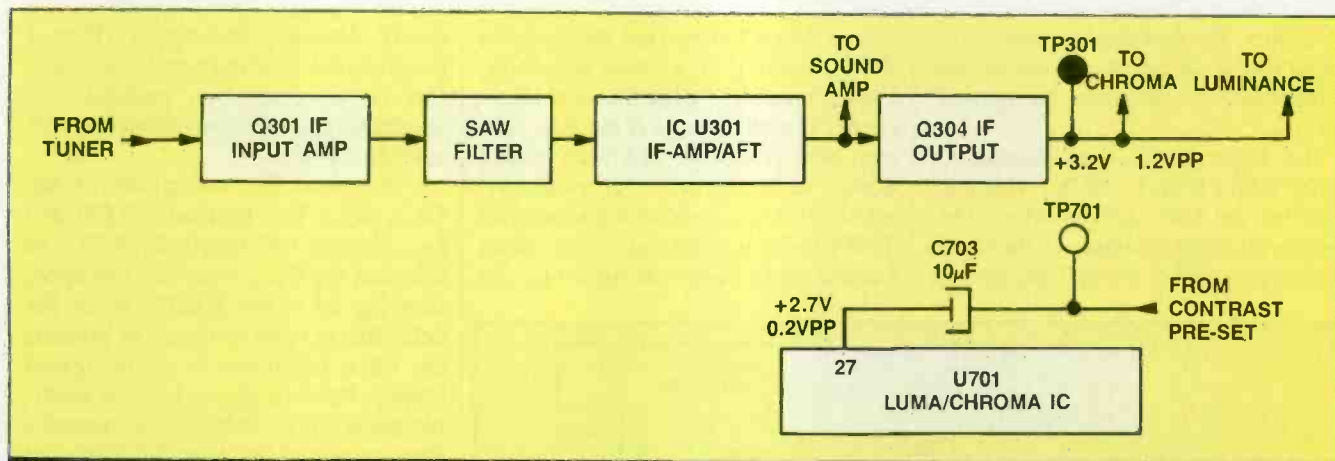 FROM
TUNER
Q301 IF
INPUT AMP
SAW
FILTER
IC U301
IF-AMP/AFT
TO
SOUND
AMP
Q304 IF
OUTPUT
TP301
TO
CHROMA
TO
LUMINANCE
+3.2V
1.2VPP
TP701
C703
10µF
+2.7V
0.2VPP
FROM
CONTRAST
PRE-SET
27
U701
LUMA/CHROMA IC